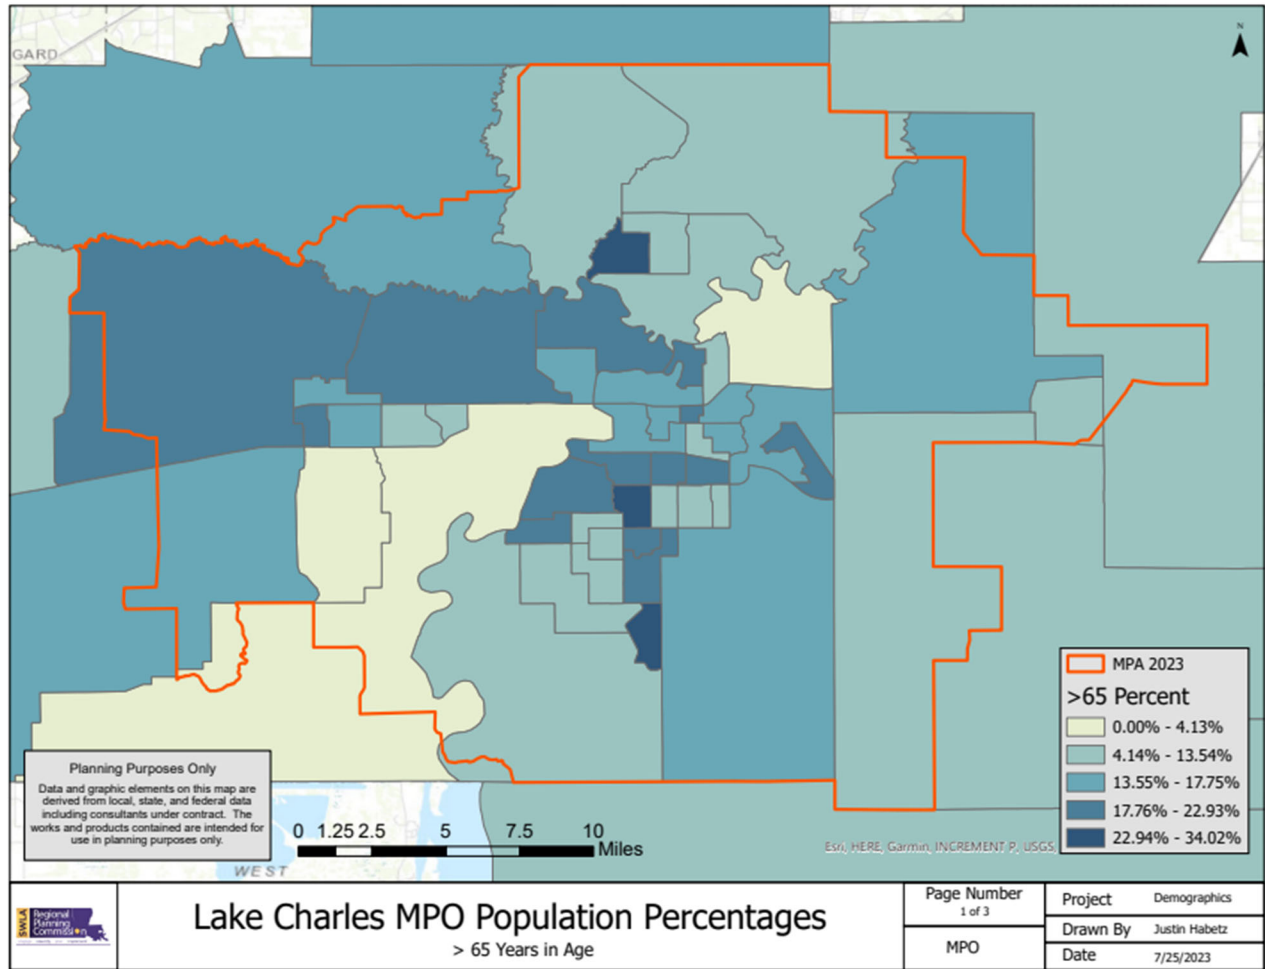 GARD
N
MPA 2023
>65 Percent
0.00% - 4.13%
4.14% - 13.54%
13.55% - 17.75%
17.76% - 22.93%
22.94% - 34.02%
Planning Purposes Only
Data and graphic elements on this map are
derived from local, state, and federal data
including consultants under contract. The
works and products contained are intended for
use in planning purposes only.
0 1.25 2.5 5 7.5 10
Miles
WEST
Esri, HERE, Garmin, INCREMENT P, USGS,
SWLA
Regional
Planning
Commission
Lake Charles MPO Population Percentages
> 65 Years in Age
Page Number
1 of 3
MPO
Project Demographics
Drawn By Justin Habetz
Date 7/25/2023